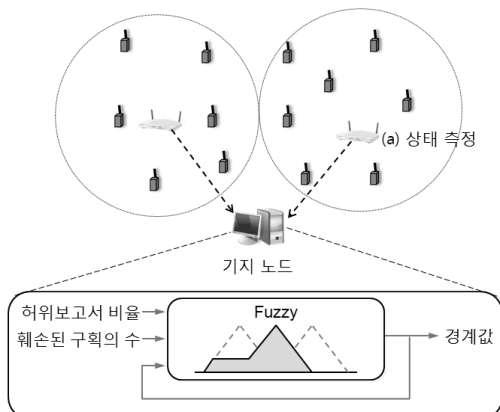 (a) 상태 측정
기지 노드
Fuzzy
허위보고서 비율
훼손된 구획의 수
경계값